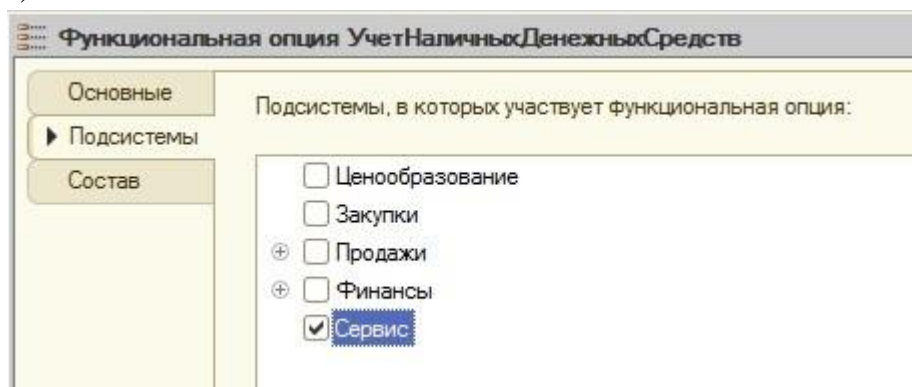 Функциональная опция УчетНаличныхДенежныхСредств
Основные
Подсистемы
Состав
Подсистемы, в которых участвует функциональная опция:
Ценообразование
Закупки
Продажи
Финансы
Сервис